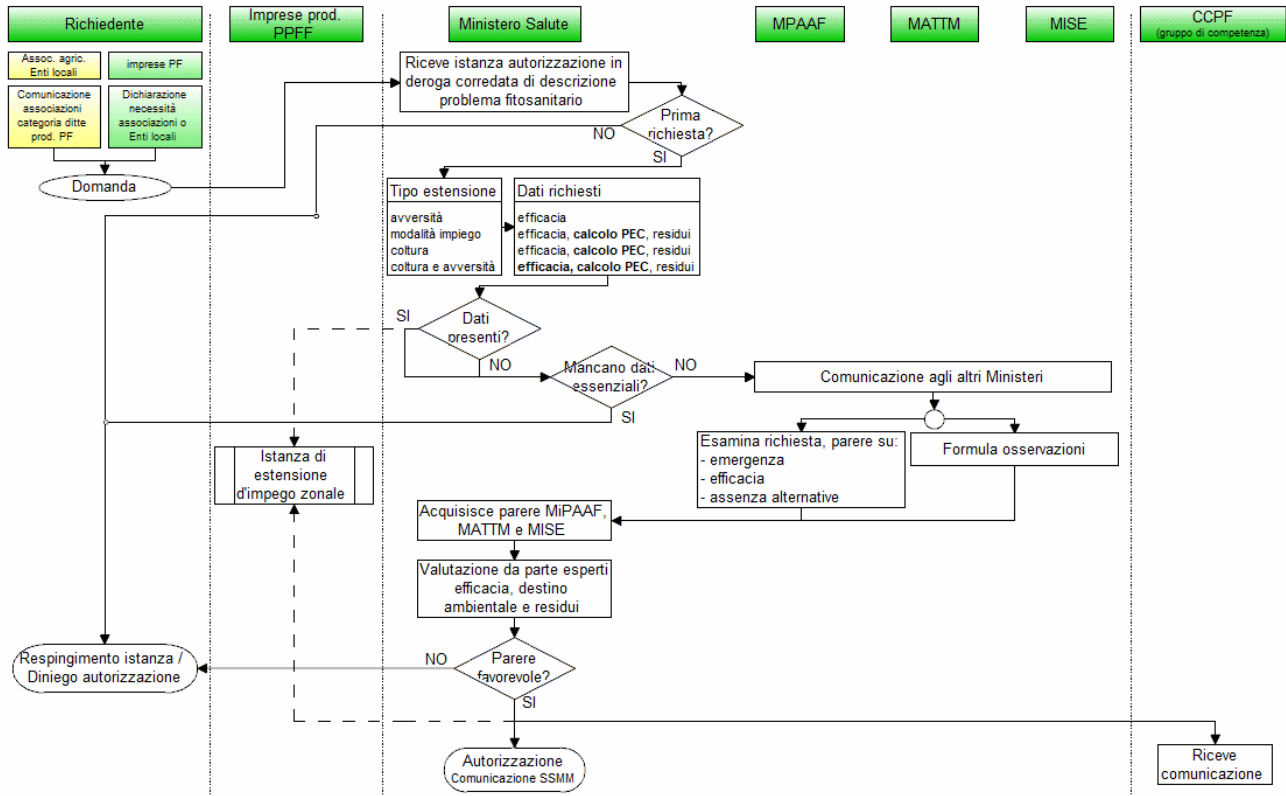 Richiedente
Imprese prod.
PPFF
Ministero Salute
MPAAF
MATTM
MISE
CCPF
(gruppo di competenza)
Assoc. agric.
Enti locali
imprese PF
Comunicazione
associazioni
categoria ditte
prod. PF
Dichiarazione
necessità
associazioni o
Enti locali
Domanda
Riceve istanza autorizzazione in
deroga corredata di descrizione
problema fitosanitario
Prima
richiesta?
NO
SI
Tipo estensione
avversità
modalità impiego
coltura
coltura e avversità
Dati richiesti
efficacia
efficacia, calcolo PEC, residui
efficacia, calcolo PEC, residui
efficacia, calcolo PEC, residui
Dati
presenti?
SI
NO
Mancano dati
essenziali?
NO
SI
Comunicazione agli altri Ministeri
Esamina richiesta, parere su:
- emergenza
- efficacia
- assenza alternative
Formula osservazioni
Istanza di
estensione
d'impego zonale
Acquisisce parere MiPAAF,
MATTM e MISE
Valutazione da parte esperti
efficacia, destino
ambientale e residui
Parere
favorevole?
NO
SI
Respingimento istanza /
Diniego autorizzazione
Autorizzazione
Comunicazione SSMM
Riceve
comunicazione